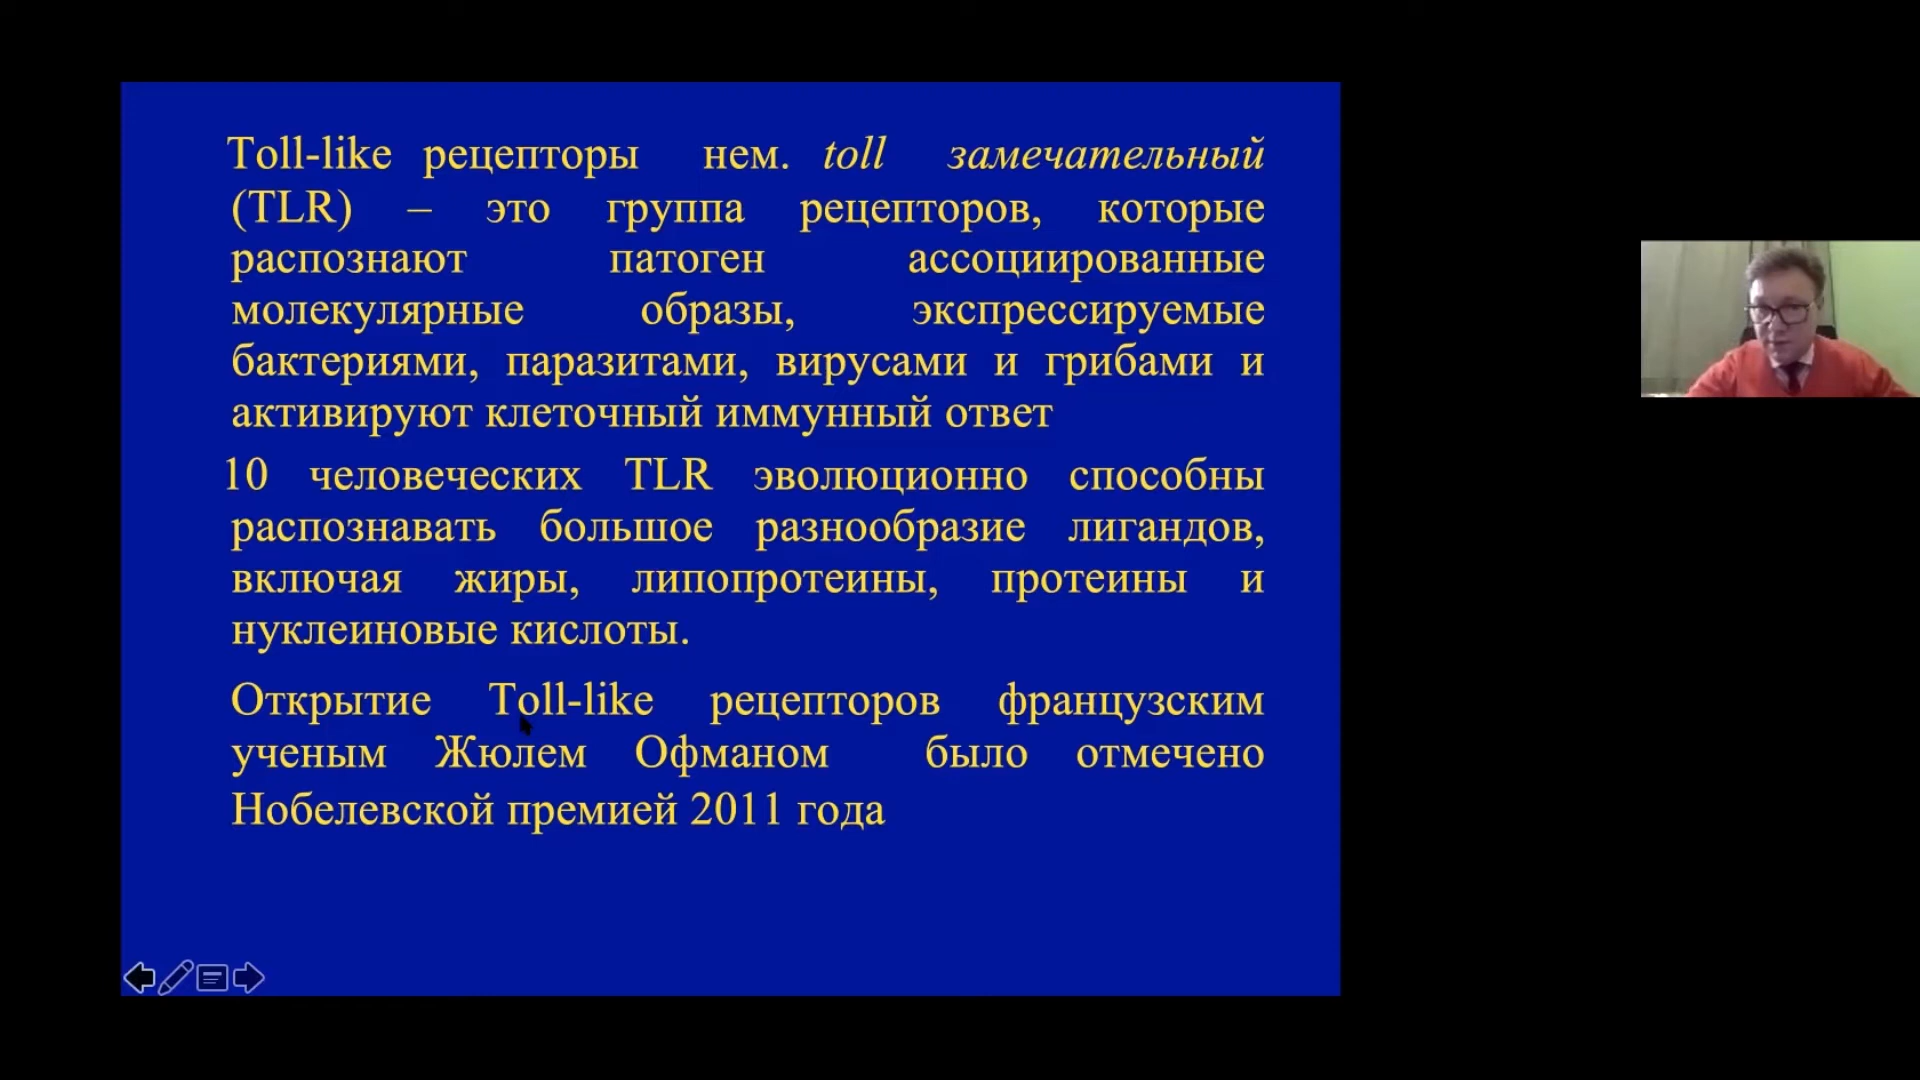 Toll-like рецепторы нем. toll замечательный
(TLR) – это группа рецепторов, которые
распознают патоген ассоциированные
молекулярные образы, экспрессируемые
бактериями, паразитами, вирусами и грибами и
активируют клеточный иммунный ответ
10 человеческих TLR эволюционно способны
распознавать большое разнообразие лигандов,
включая жиры, липопротеины, протеины и
нуклеиновые кислоты.
Открытие Toll-like рецепторов французским
ученым Жюлем Офманом было отмечено
Нобелевской премией 2011 года